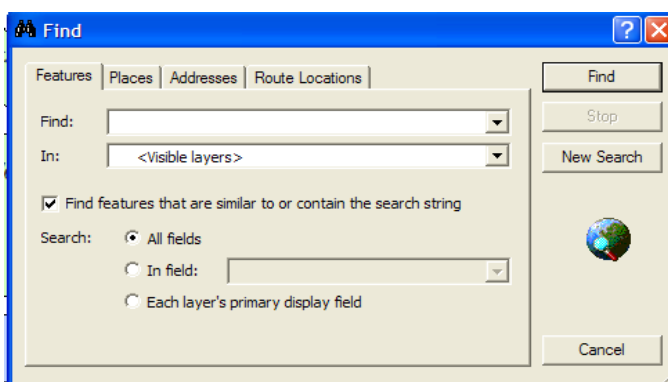 Find
Features Places Addresses Route Locations
Find
Find:
Stop
In: <Visible layers>
New Search
Find features that are similar to or contain the search string
Search: All fields
In field:
Each layer's primary display field
Cancel